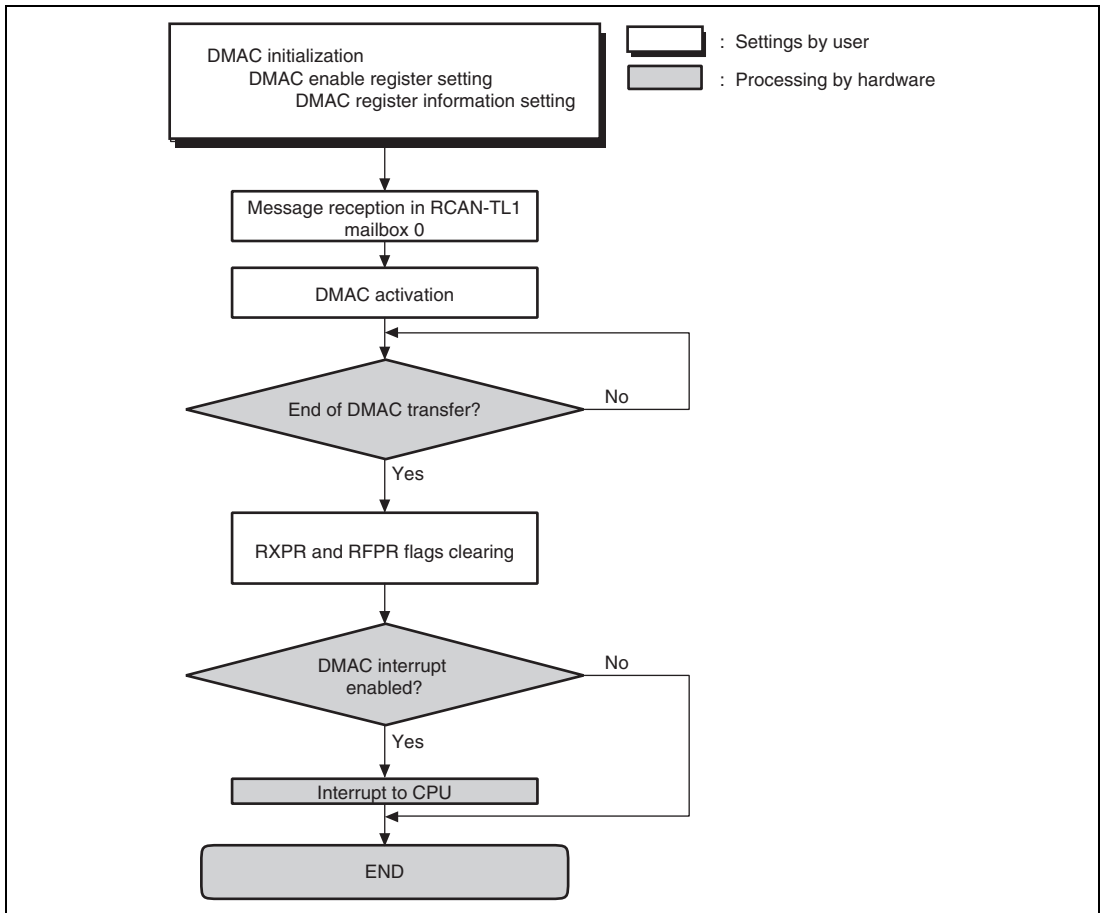 DMAC initialization
DMAC enable register setting
DMAC register information setting
: Settings by user
: Processing by hardware
Message reception in RCAN-TL1
mailbox 0
DMAC activation
End of DMAC transfer?
No
Yes
RXPR and RFPR flags clearing
DMAC interrupt
enabled?
No
Yes
Interrupt to CPU
END